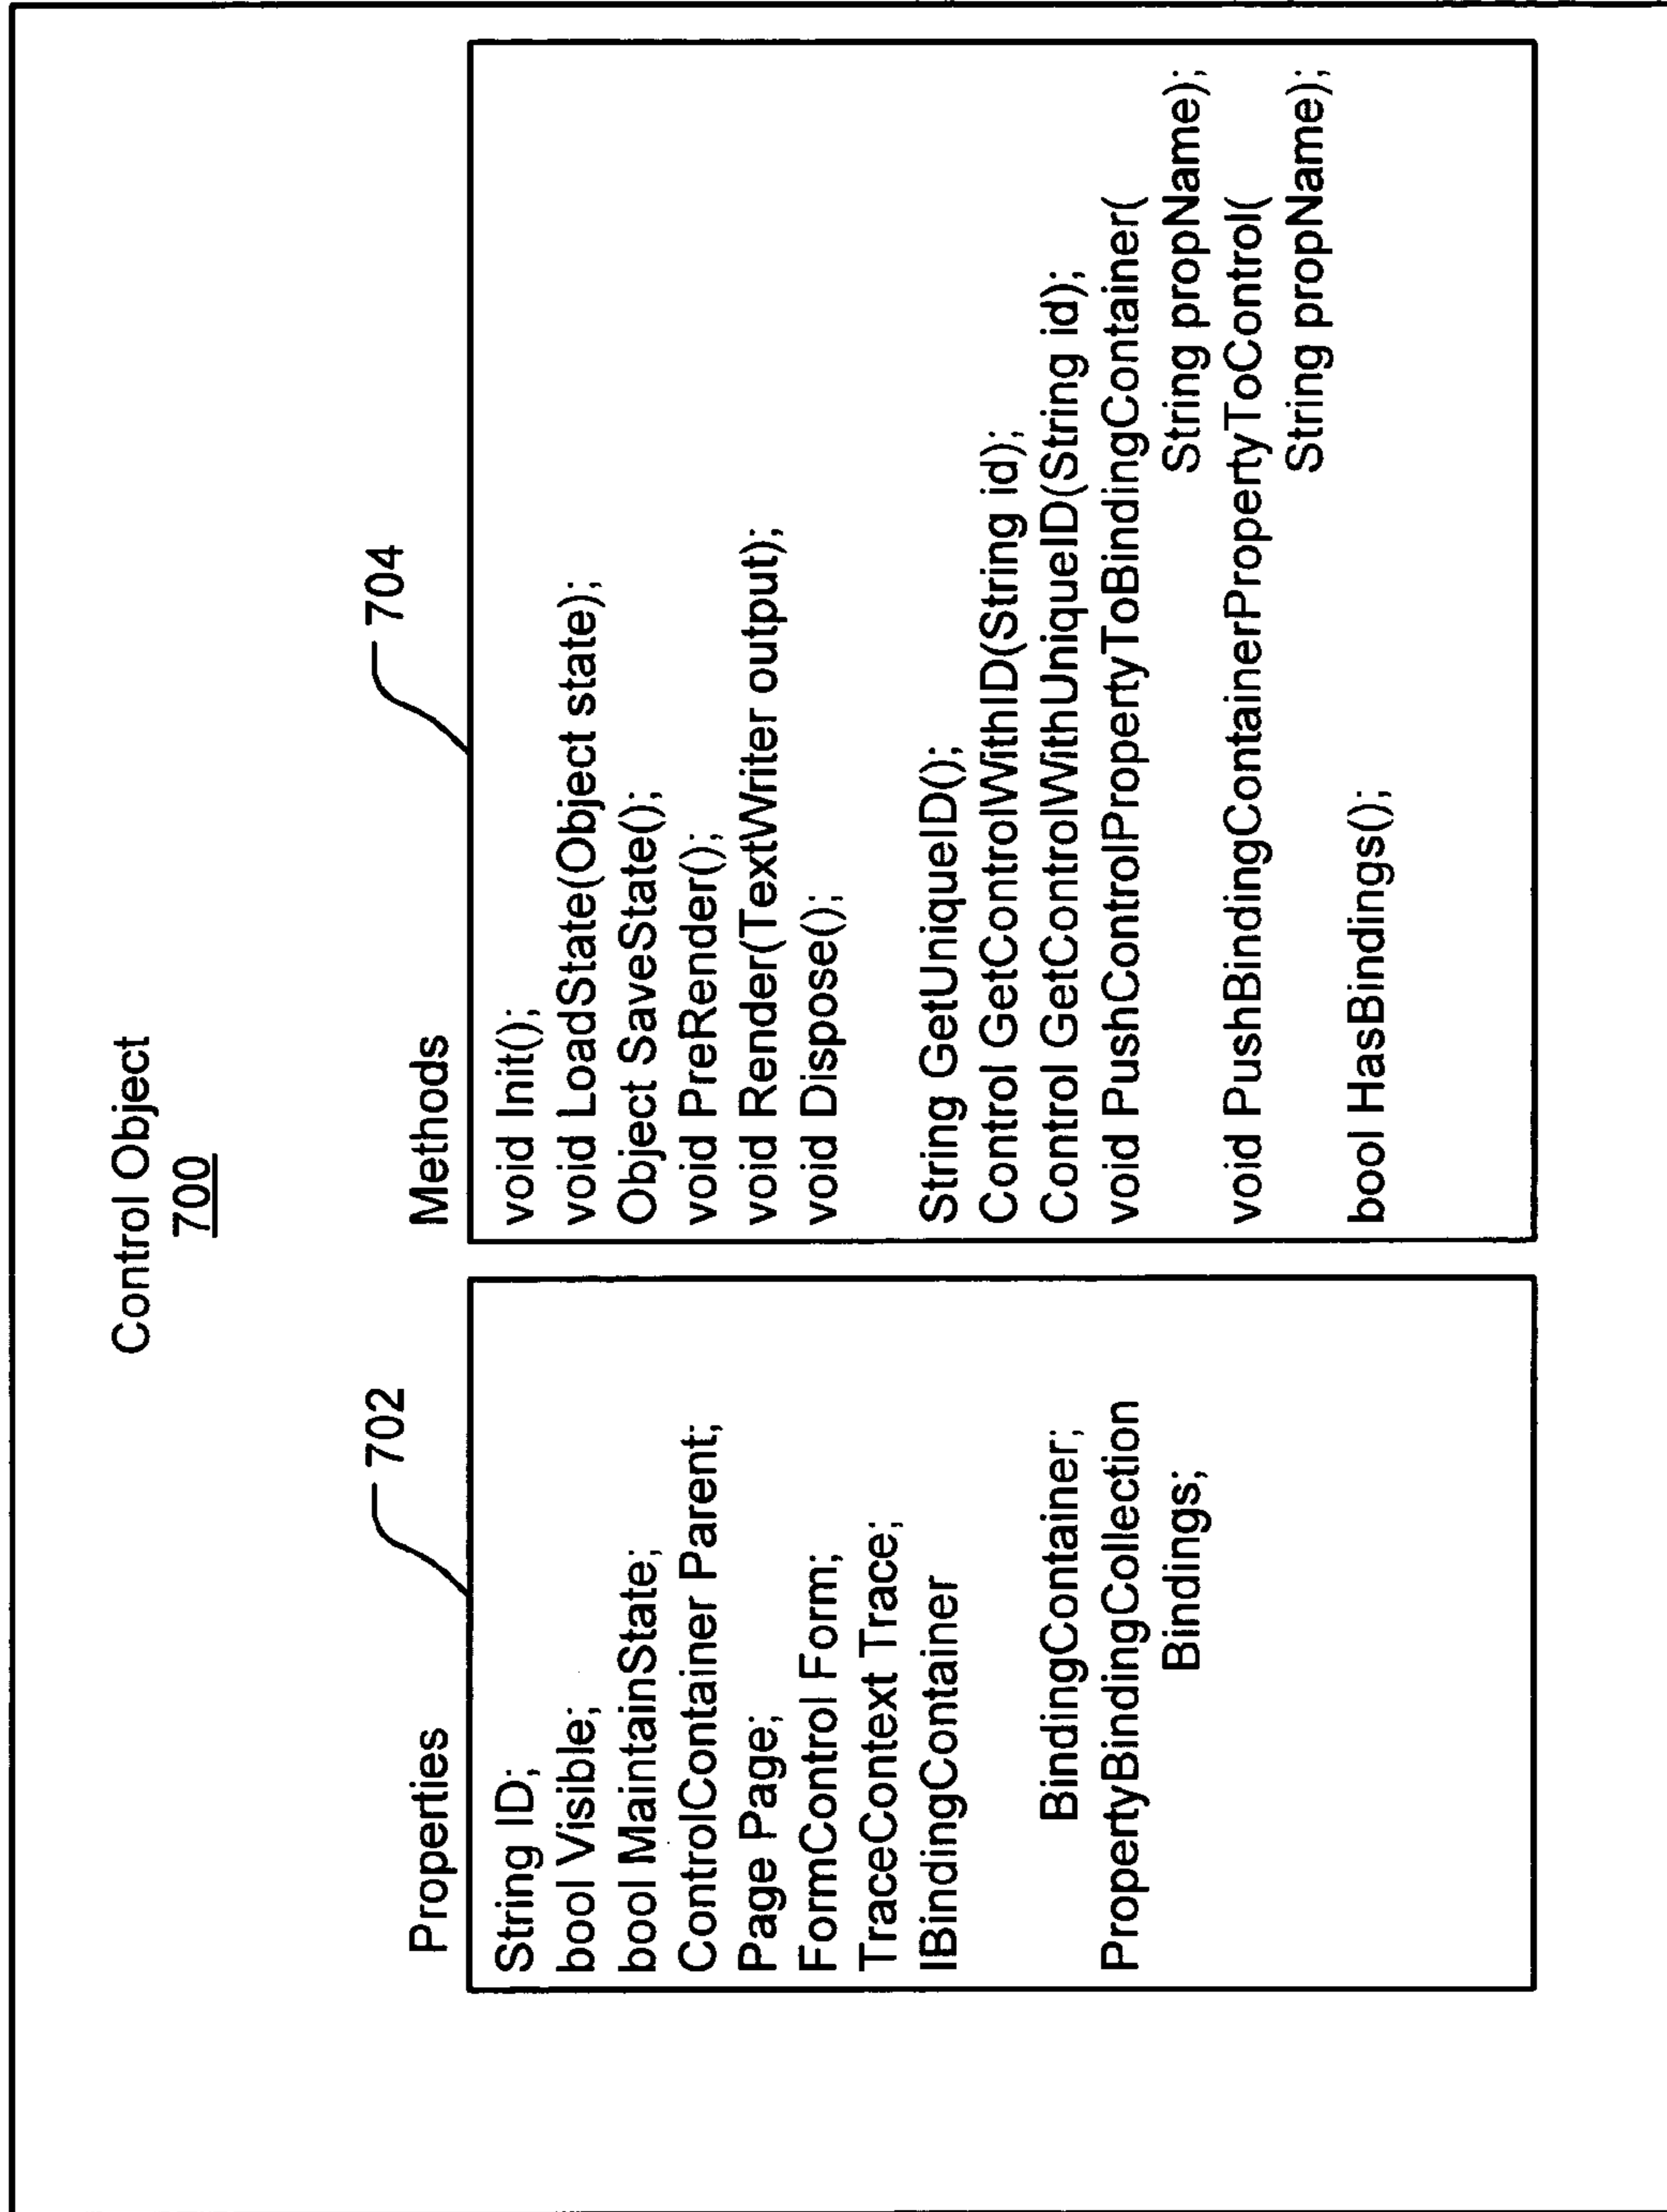 Control Object
700
Properties
702
String ID;
bool Visible;
bool MaintainState;
ControlContainer Parent;
Page Page;
FormControl Form;
TraceContext Trace;
IBindingContainer
BindingContainer;
PropertyBindingCollection
Bindings;
Methods
704
void Init();
void LoadState(Object state);
Object SaveState();
void PreRender();
void Render(TextWriter output);
void Dispose();
String GetUniqueID();
Control GetControlWithID(String id);
Control GetControlWithUniqueID(String id);
void PushControlPropertyToBindingContainer(
String propName);
void PushBindingContainerPropertyToControl(
String propName);
bool HasBindings();